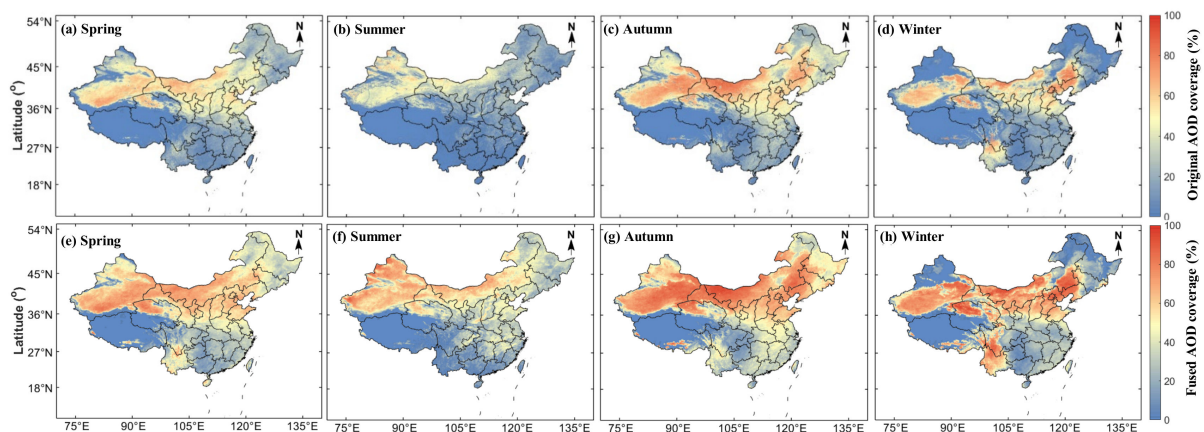 (a) Spring
(b) Summer
(c) Autumn
(d) Winter
N
N
N
N
54°N
45°N
36°N
27°N
18°N
Latitude (°)
100
80
60
40
20
0
Original AOD coverage (%)
(e) Spring
(f) Summer
(g) Autumn
(h) Winter
N
N
N
N
54°N
45°N
36°N
27°N
18°N
Latitude (°)
100
80
60
40
20
0
Fused AOD coverage (%)
75°E 90°E 105°E 120°E 135°E
75°E 90°E 105°E 120°E 135°E
75°E 90°E 105°E 120°E 135°E
75°E 90°E 105°E 120°E 135°E